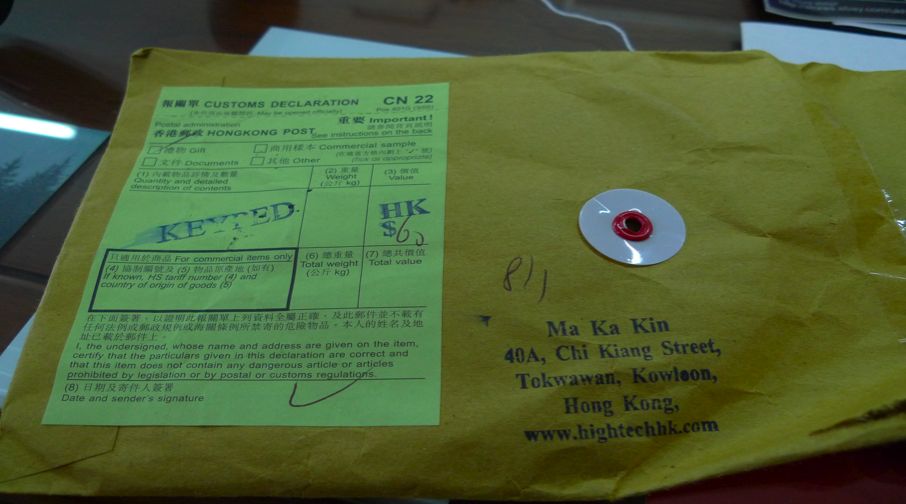 報關單 CUSTOMS DECLARATION CN 22
May be opened officially
Postal administration 重要 Important!
香港郵政 HONGKONG POST See instructions on the back
禮物 Gift 商用樣本 Commercial sample
文件 Documents 其他 Other (Tick as appropriate)
(1) 內載物品詳情及數量 (2) 重量 (3) 價值
Quantity and detailed Weight Value
description of contents (公斤 kg)
HK
$60
只適用於商品 For commercial items only (6) 總重量 (7) 總共價值
(4) 協制編號及 (5) 物品原產地 (如有) Total weight Total value
If known, HS tariff number (4) and (公斤 kg)
country of origin of goods (5)
在下面簽署，以證明此報關單上列資料全屬正確，及此郵件並不載有
任何法例或郵政規例或海關條例所禁寄的危險物品。本人的姓名及地
址已載於郵件上。
I, the undersigned, whose name and address are given on the item,
certify that the particulars given in this declaration are correct and
that this item does not contain any dangerous article or articles
prohibited by legislation or by postal or customs regulations.
(8) 日期及寄件人簽署
Date and sender's signature
Ma Ka Kin
40A, Chi Kiang Street,
Tokwawan, Kowloon,
Hong Kong,
www.hightechhk.com